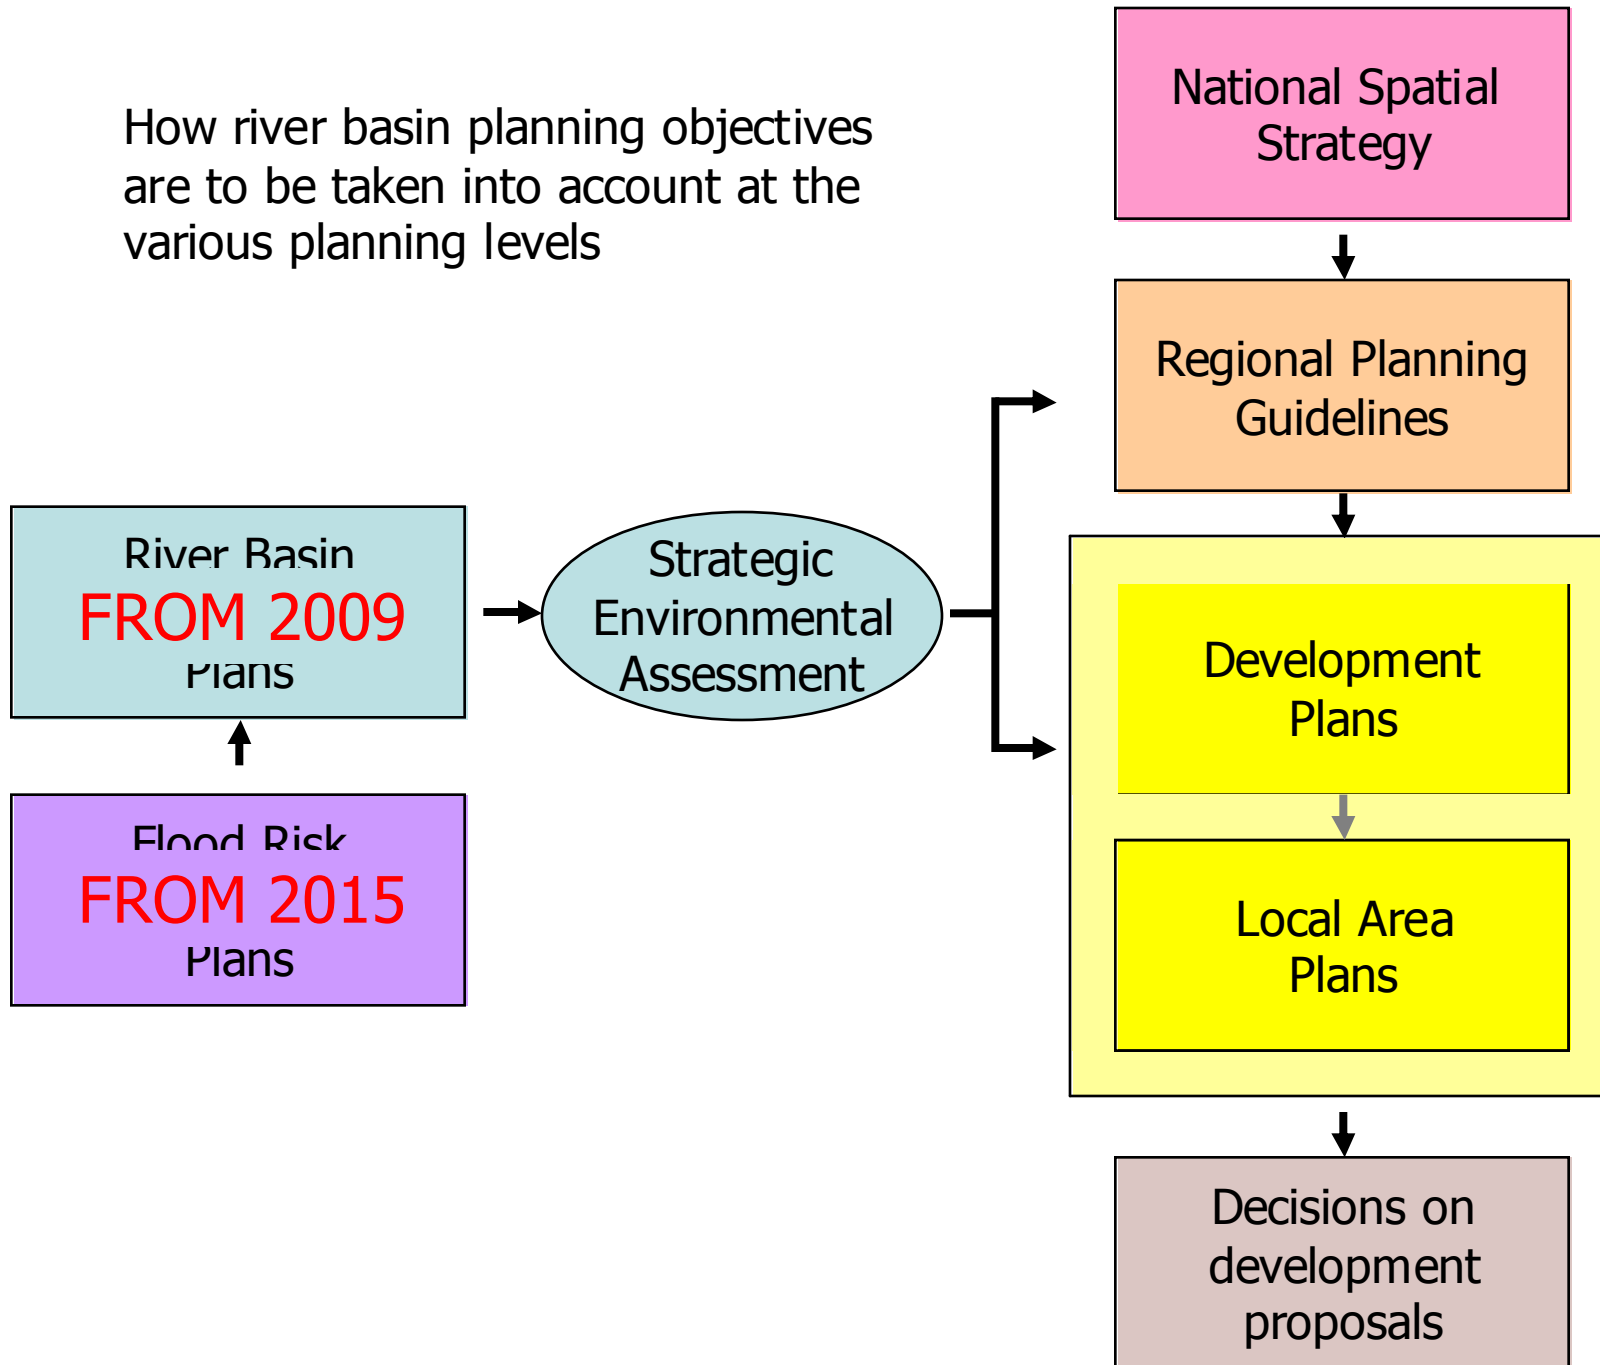 How river basin planning objectives
are to be taken into account at the
various planning levels
National Spatial
Strategy
Regional Planning
Guidelines
River Basin
FROM 2009
Plans
Strategic
Environmental
Assessment
Development
Plans
Flood Risk
FROM 2015
Plans
Local Area
Plans
Decisions on
development
proposals